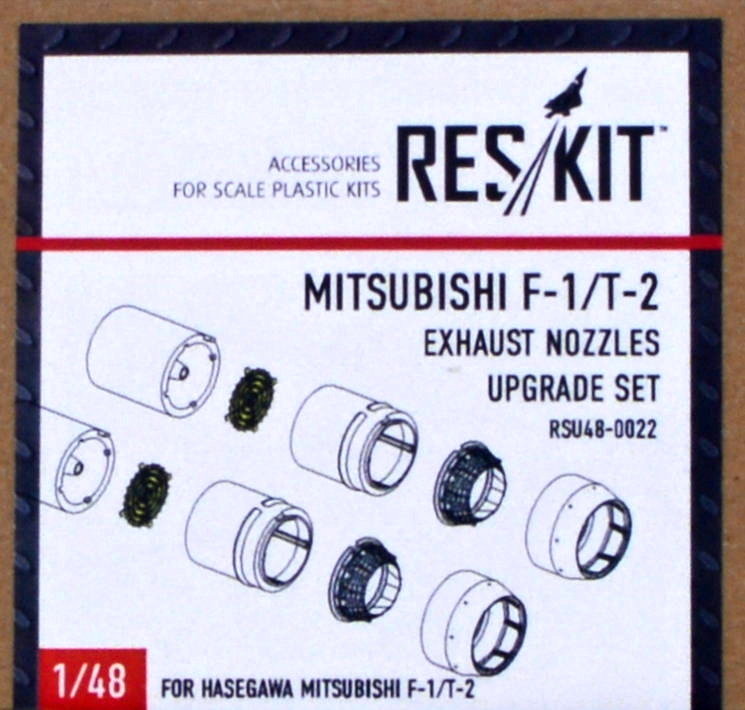 ACCESSORIES
FOR SCALE PLASTIC KITS
RES/KIT™
MITSUBISHI F-1/T-2
EXHAUST NOZZLES
UPGRADE SET
RSU48-0022
1/48
FOR HASEGAWA MITSUBISHI F-1/T-2